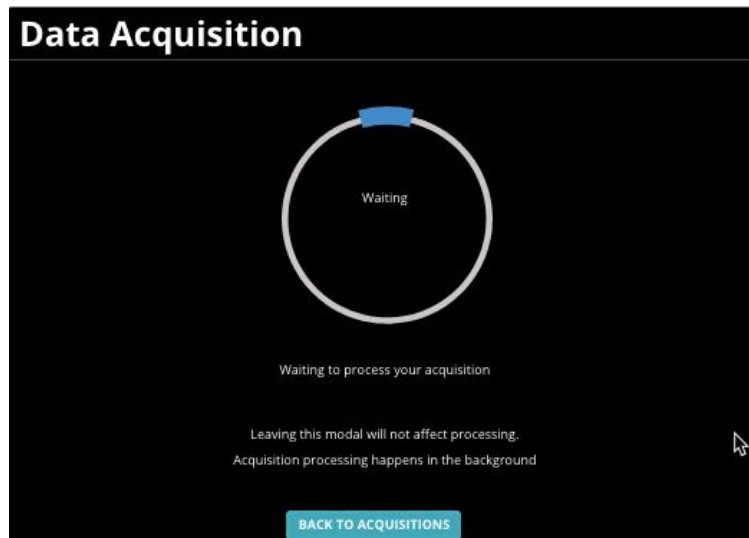 Data Acquisition
Waiting
Waiting to process your acquisition
Leaving this modal will not affect processing.
Acquisition processing happens in the background
BACK TO ACQUISITIONS